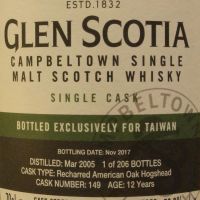 ESTD.1832
GLEN SCOTIA
CAMPBELTOWN SINGLE
MALT SCOTCH WHISKY
SINGLE CASK
BOTTLED EXCLUSIVELY FOR TAIWAN
BOTTLING DATE: Nov 2017
DISTILLED: Mar 2005 1 of 206 BOTTLES
CASK TYPE: Recharred American Oak Hogshead
CASK NUMBER: 149 AGE: 12 Years